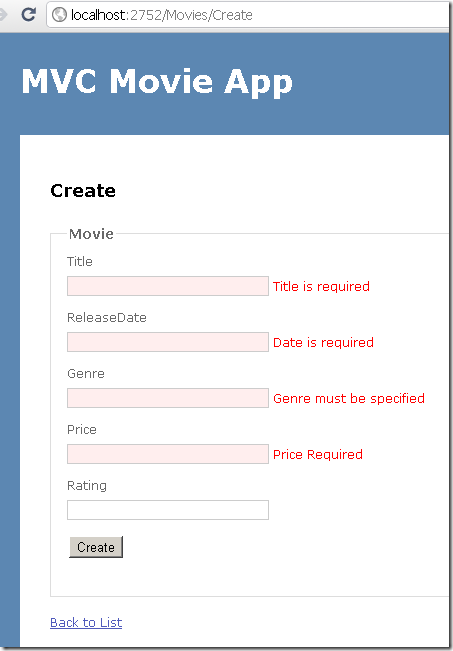 localhost:2752/Movies/Create
MVC Movie App
Create
Movie
Title
Title is required
ReleaseDate
Date is required
Genre
Genre must be specified
Price
Price Required
Rating
Create
Back to List